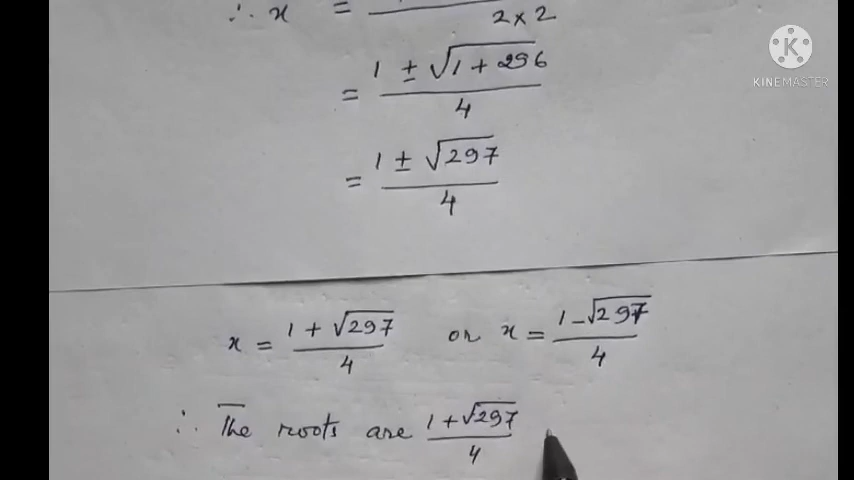 ∴ x = ―
2 × 2
= (1 ± √(1 + 296)) / 4
= (1 ± √297) / 4
x = (1 + √297) / 4 or x = (1 - √297) / 4
∴ The roots are (1 + √297) / 4
K
KINEMASTER